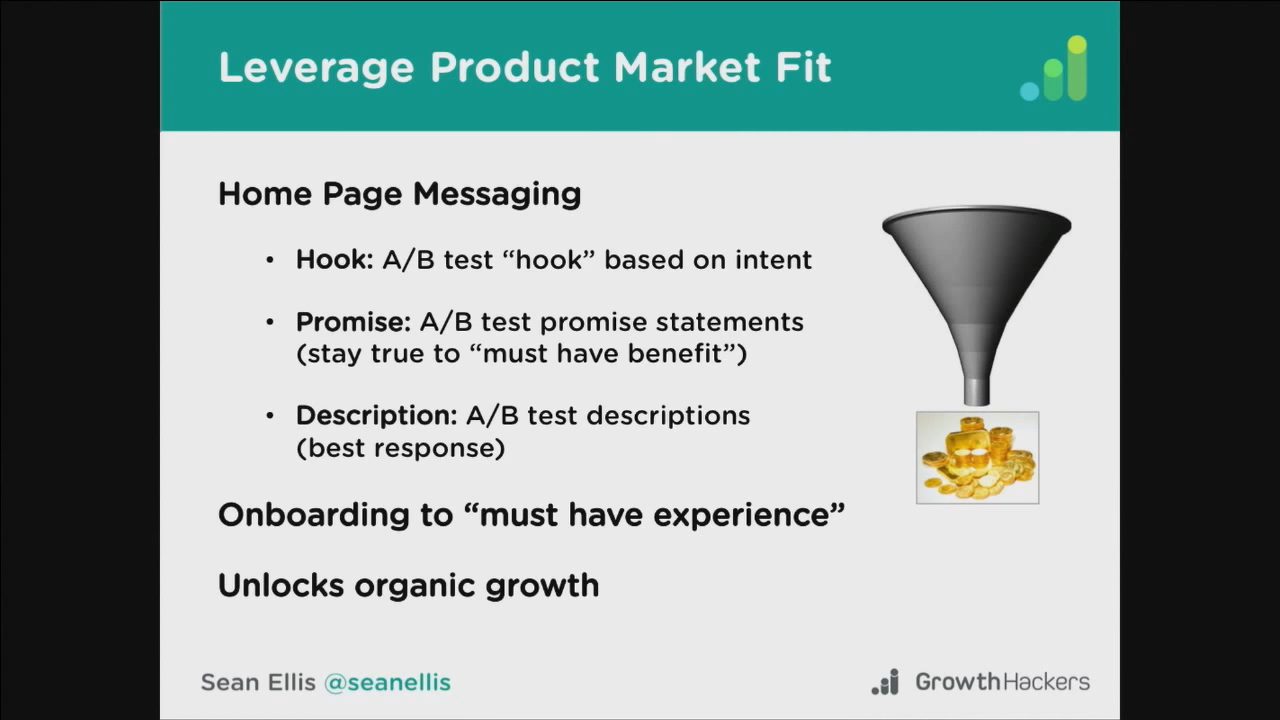 Leverage Product Market Fit
Home Page Messaging
• Hook: A/B test “hook” based on intent
• Promise: A/B test promise statements
(stay true to “must have benefit”)
• Description: A/B test descriptions
(best response)
Onboarding to “must have experience”
Unlocks organic growth
Sean Ellis @seanellis
GrowthHackers